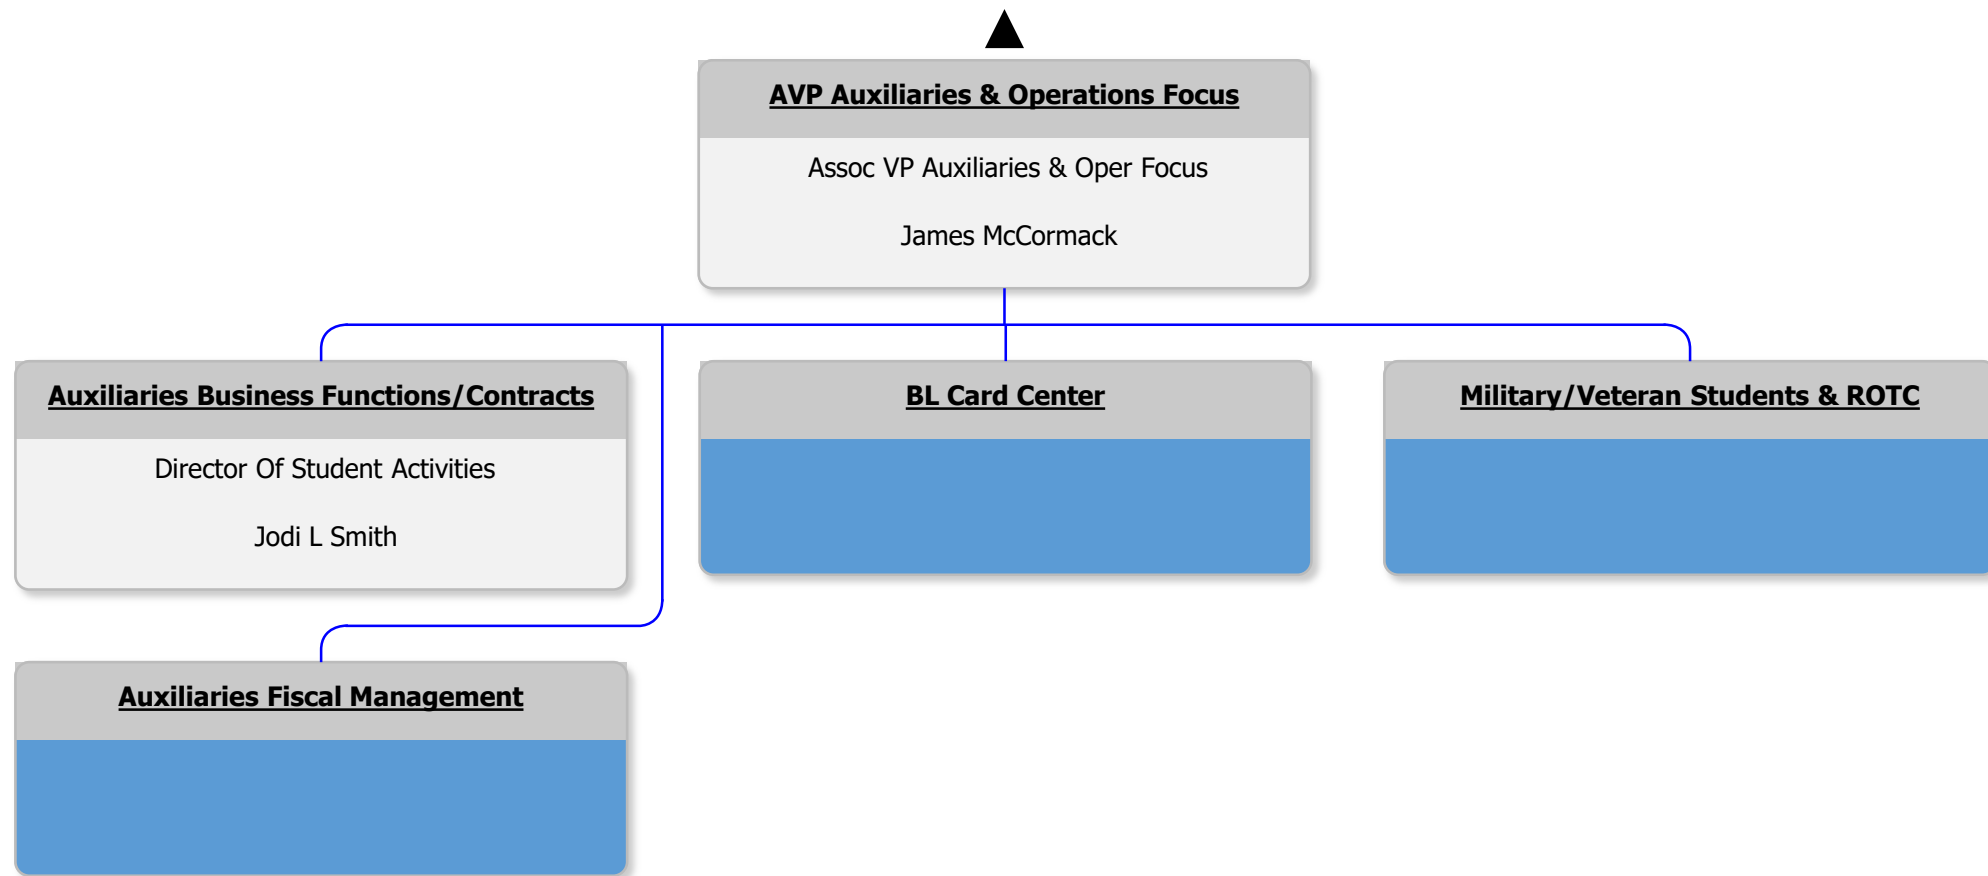 AVP Auxiliaries & Operations Focus
Assoc VP Auxiliaries & Oper Focus
James McCormack
Auxiliaries Business Functions/Contracts
Director Of Student Activities
Jodi L Smith
BL Card Center
Military/Veteran Students & ROTC
Auxiliaries Fiscal Management